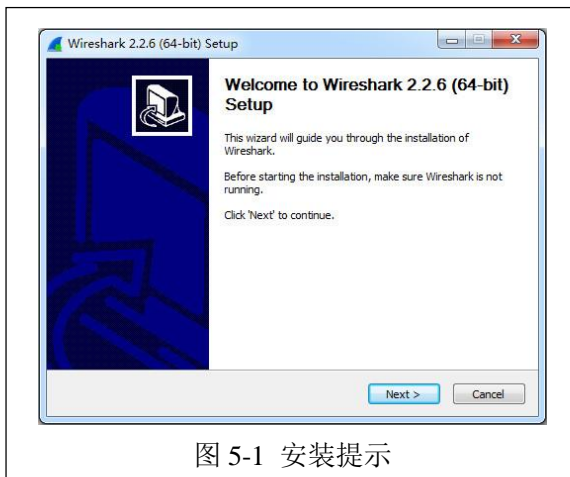 Wireshark 2.2.6 (64-bit) Setup
Welcome to Wireshark 2.2.6 (64-bit)
Setup
This wizard will guide you through the installation of
Wireshark.
Before starting the installation, make sure Wireshark is not
running.
Click 'Next' to continue.
Next >
Cancel
图 5-1 安装提示